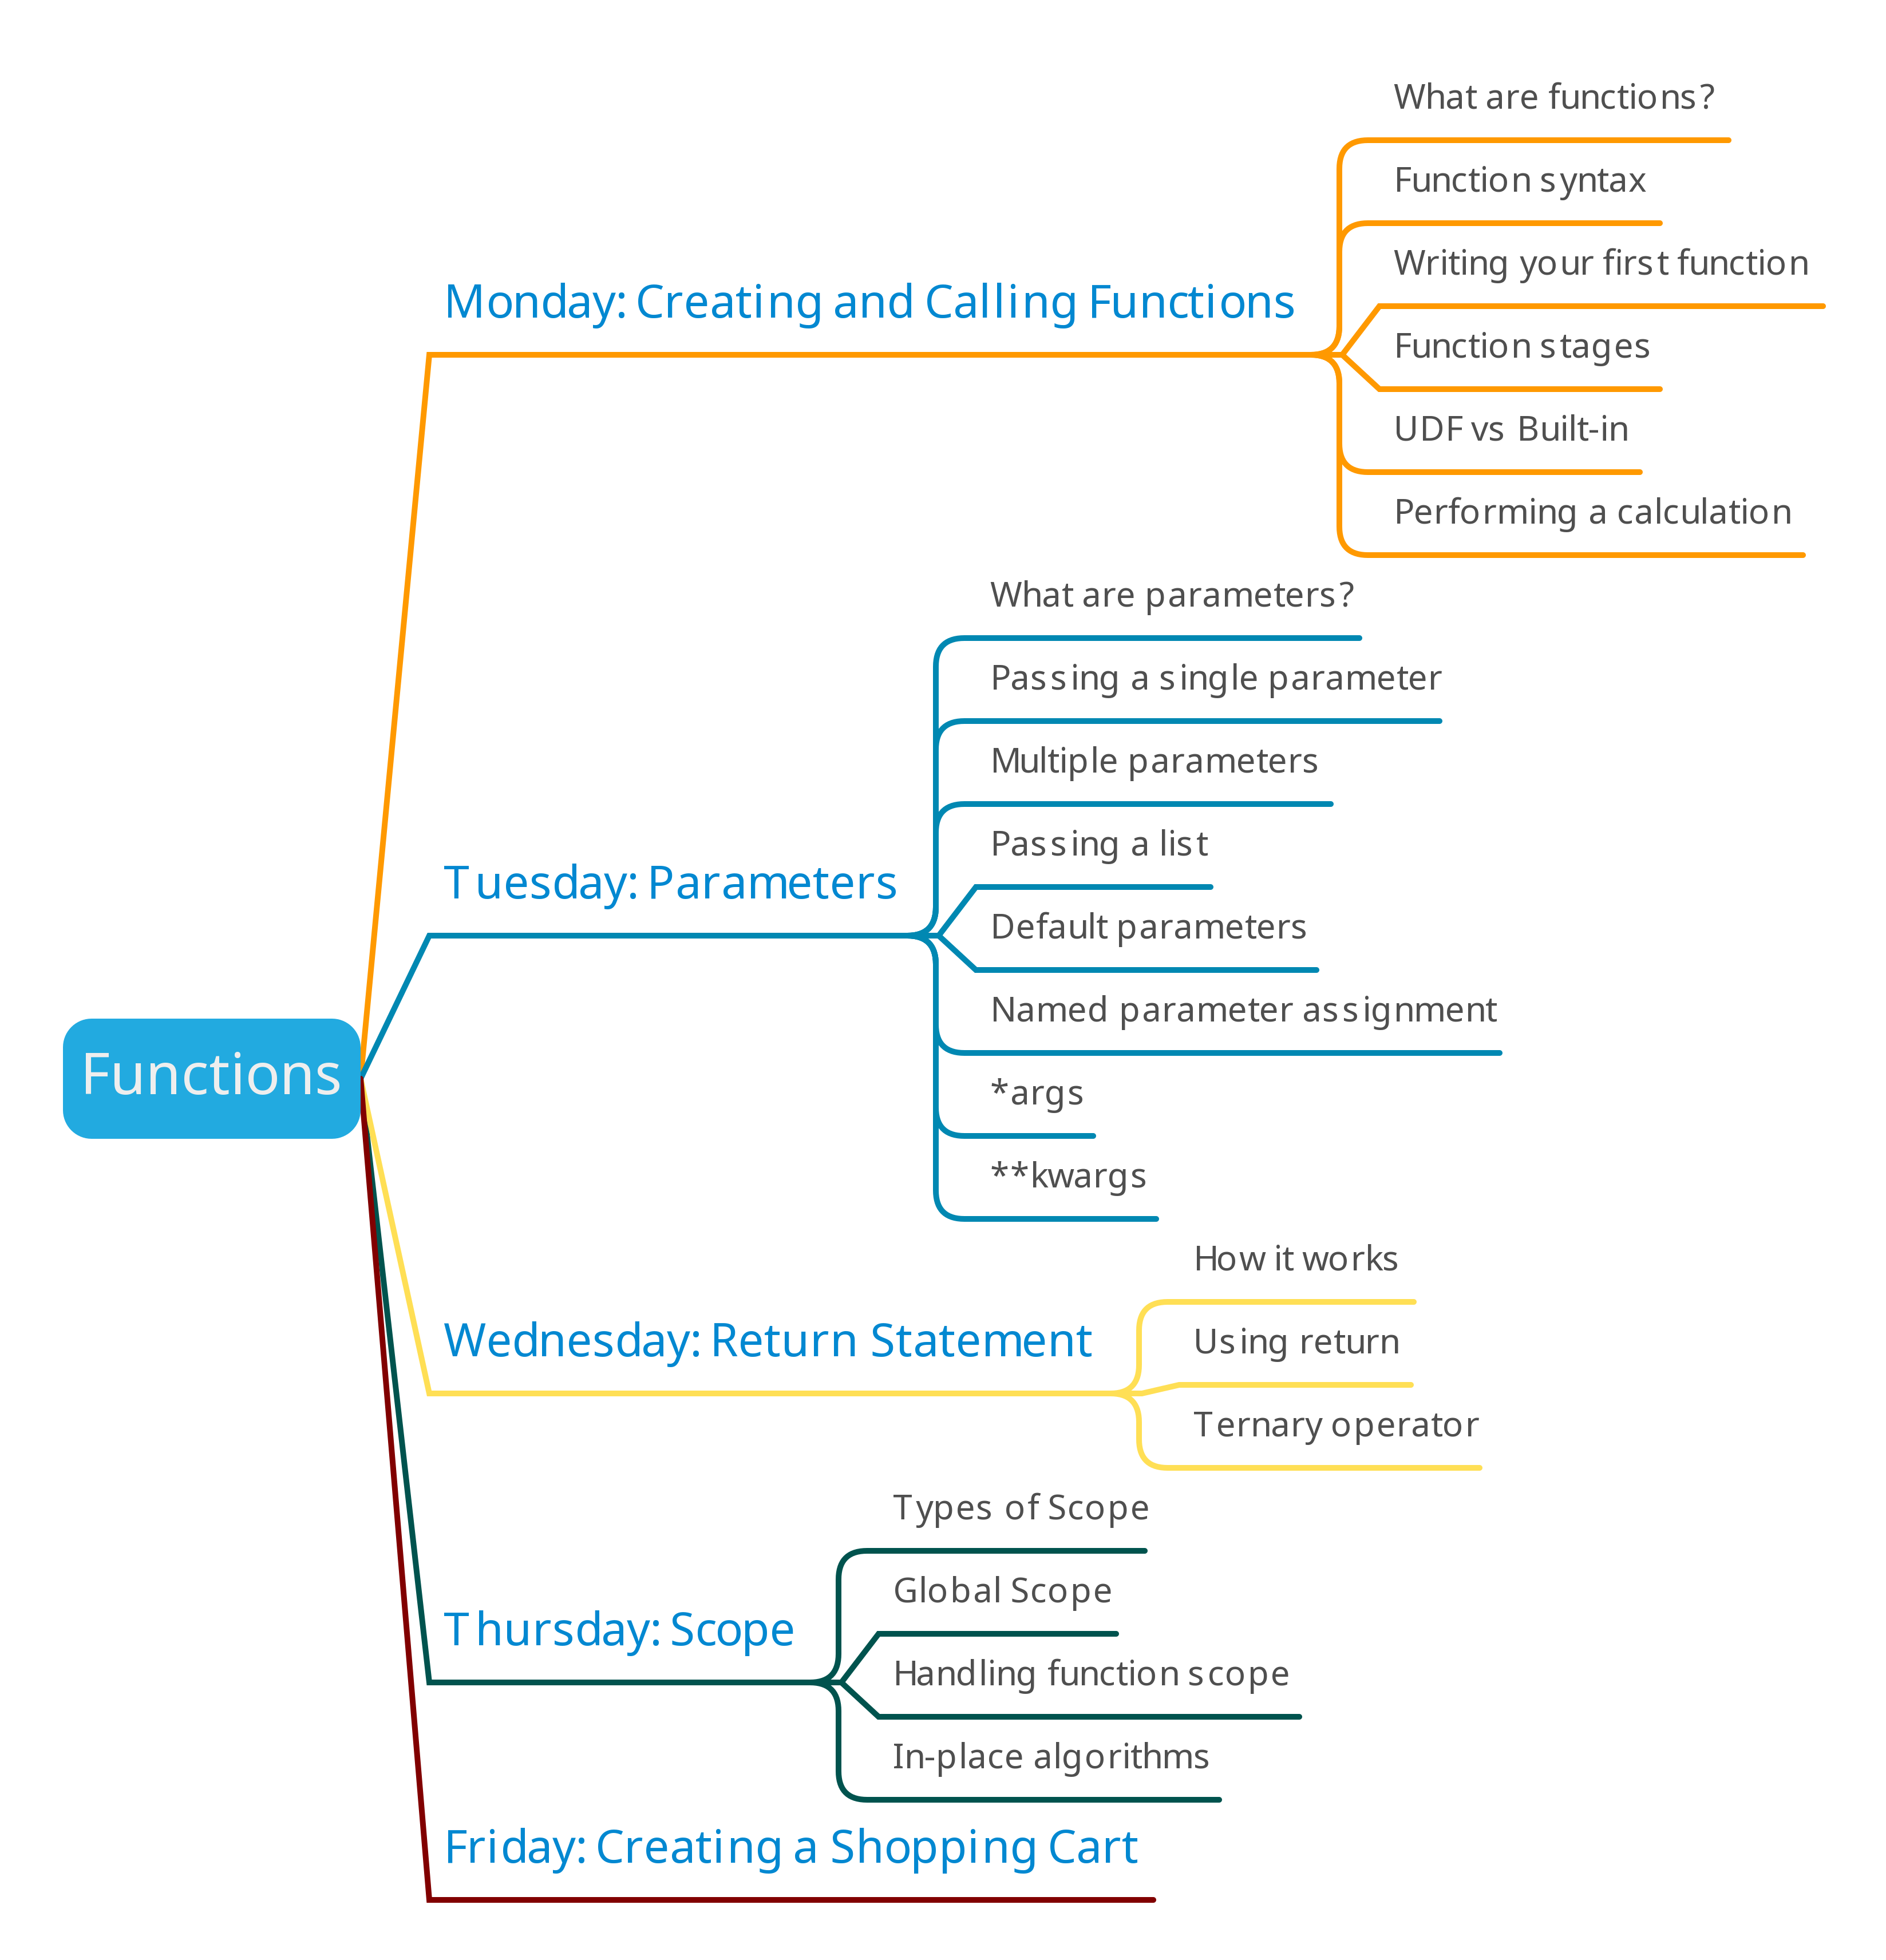 Functions
Monday: Creating and Calling Functions
What are functions?
Function syntax
Writing your first function
Function stages
UDF vs Built-in
Performing a calculation
Tuesday: Parameters
What are parameters?
Passing a single parameter
Multiple parameters
Passing a list
Default parameters
Named parameter assignment
*args
**kwargs
Wednesday: Return Statement
How it works
Using return
Ternary operator
Thursday: Scope
Types of Scope
Global Scope
Handling function scope
In-place algorithms
Friday: Creating a Shopping Cart